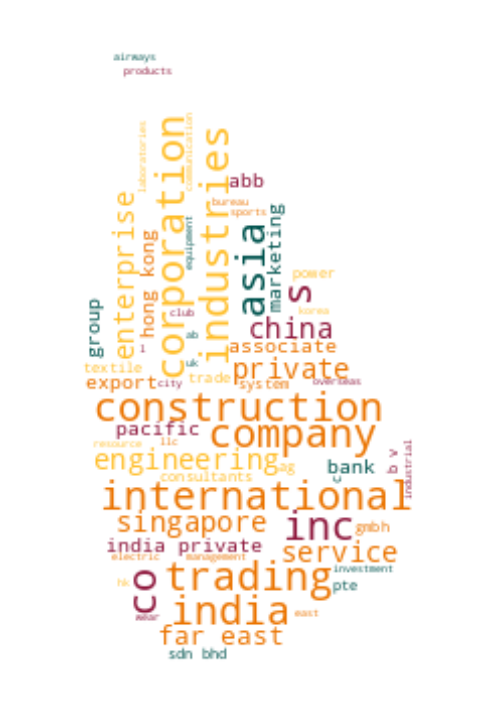 airways
products
laboratories
corporation
communication
industries
abb
bureau
sports
enterprise
hong kong
equipment
asia
marketing
power
s
korea
group
club
china
l
ab
associate
textile
uk
private
export
city
trade
system
overseas
construction
pacific
company
resource
llc
engineering
ag
bank
b v
industrial
consultants
c
international
singapore
inc
gmbh
india private
service
electric
management
co
trading
investment
hk
pte
wear
india
east
far east
sdn bhd